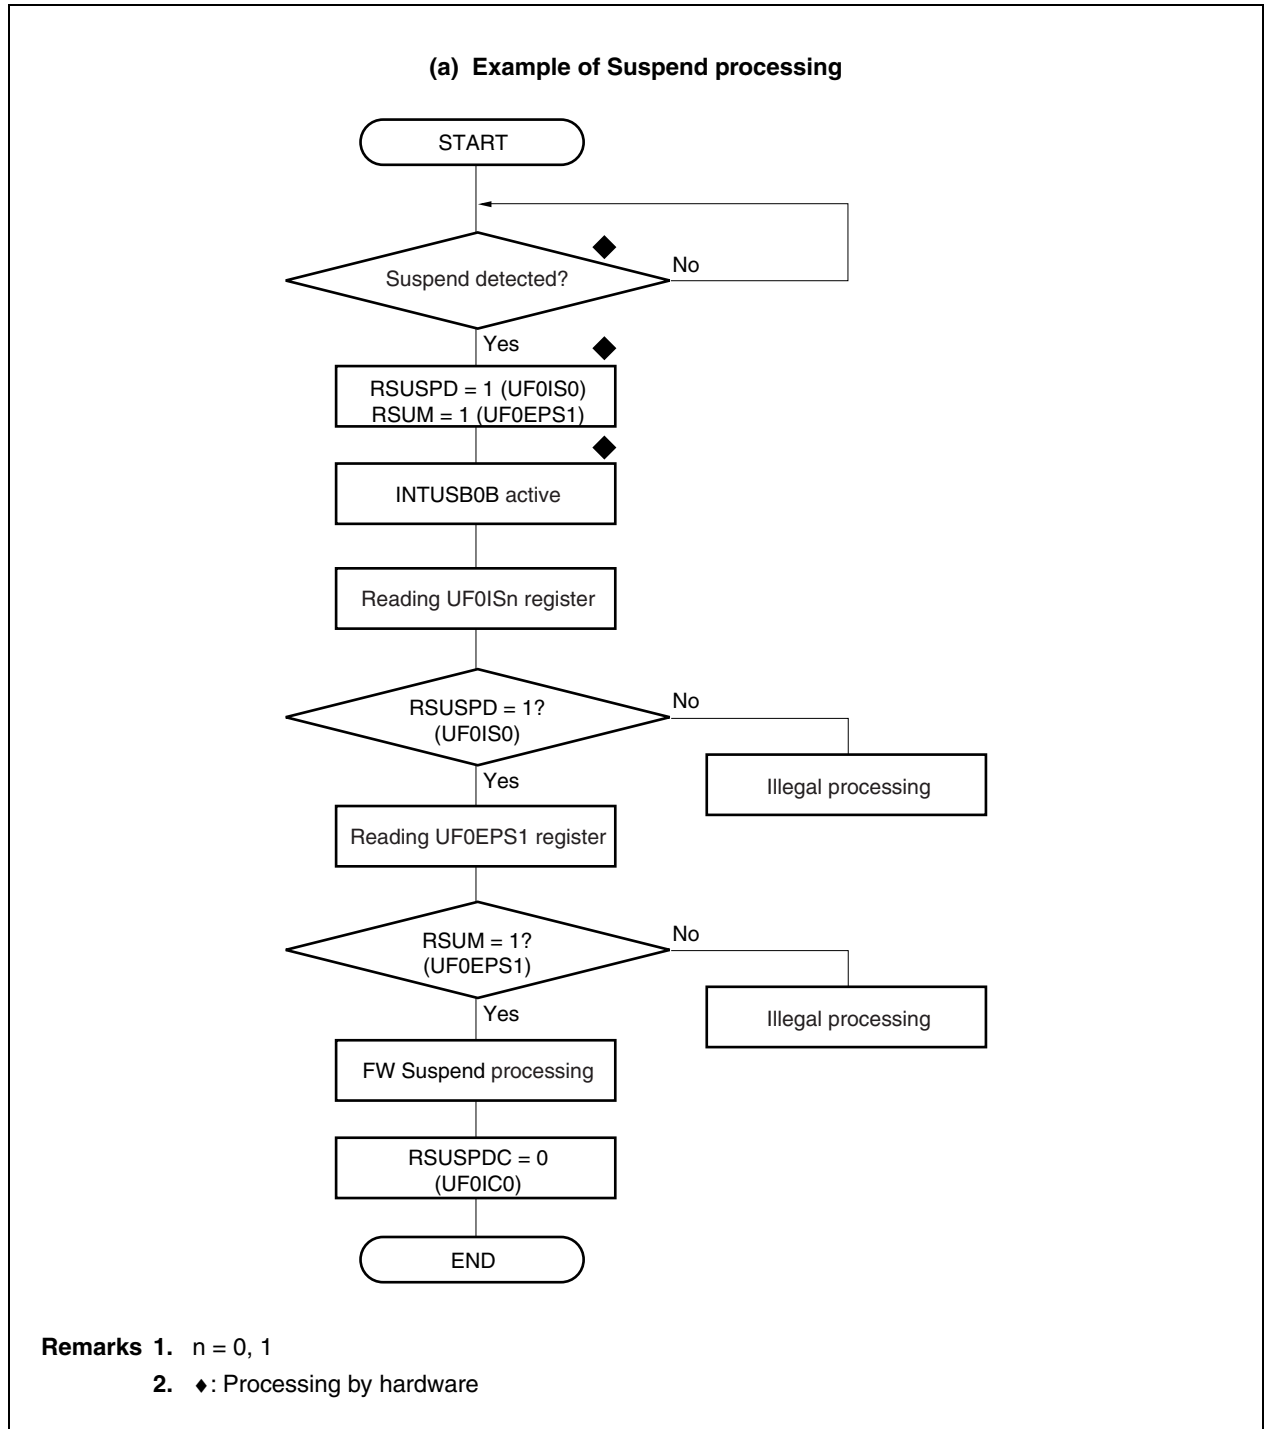 (a) Example of Suspend processing
START
Suspend detected?
No
Yes
RSUSPD = 1 (UF0IS0)
RSUM = 1 (UF0EPS1)
INTUSB0B active
Reading UF0ISn register
RSUSPD = 1?
(UF0IS0)
No
Yes
Illegal processing
Reading UF0EPS1 register
RSUM = 1?
(UF0EPS1)
No
Yes
Illegal processing
FW Suspend processing
RSUSPDC = 0
(UF0IC0)
END
Remarks 1. n = 0, 1
2. ♦: Processing by hardware